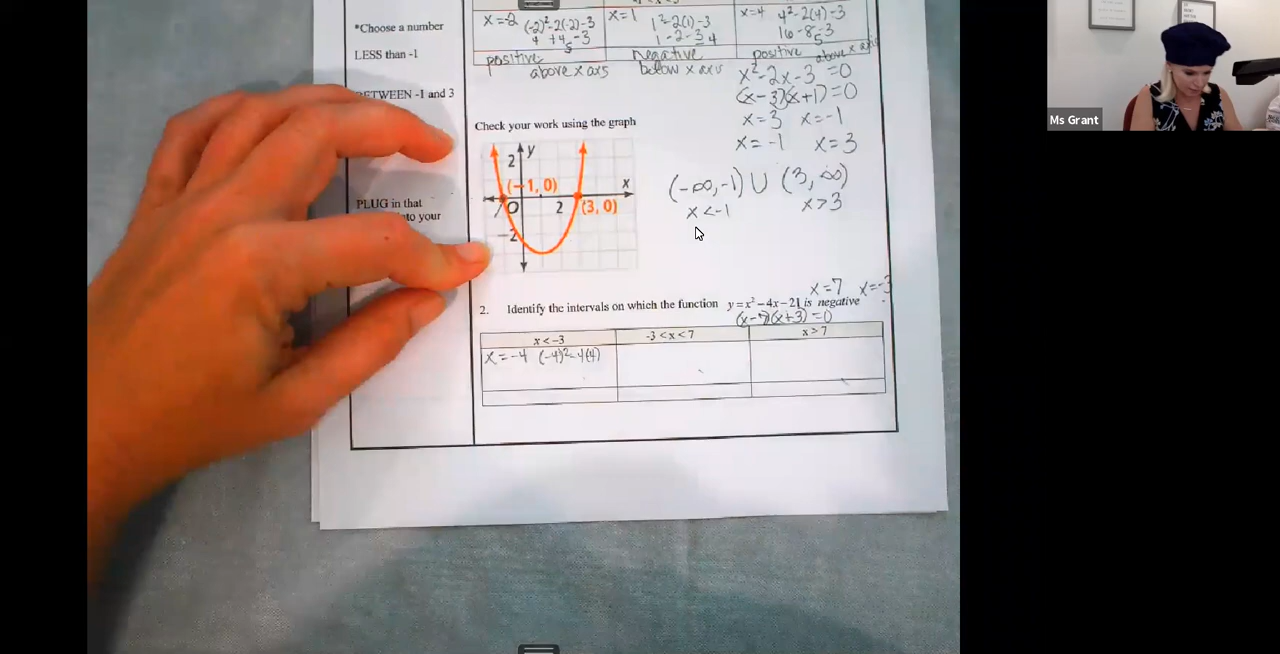 *Choose a number
LESS than -1
BETWEEN -1 and 3
PLUG in that
to your
x=-2 (-2)²-2(-2)-3
4 +4-3
5
x=1 1²-2(1)-3
1-2-3 -4
x=4 4²-2(4)-3
16-8-3
5
positive
above x axis
negative
below x axis
positive above x axis
x²-2x-3 =0
(x-3)(x+1)=0
x=3 x=-1
x=-1 x=3
Check your work using the graph
2 y
(-1, 0) x
O 2 (3, 0)
-2
(-∞,-1) ∪ (3, ∞)
x<-1 x>3
x=7 x=-3
2. Identify the intervals on which the function y=x²-4x-21 is negative
(x-7)(x+3)=0
x < -3 -3 < x < 7 x > 7
x=-4 (-4)²-4(4)
Ms Grant